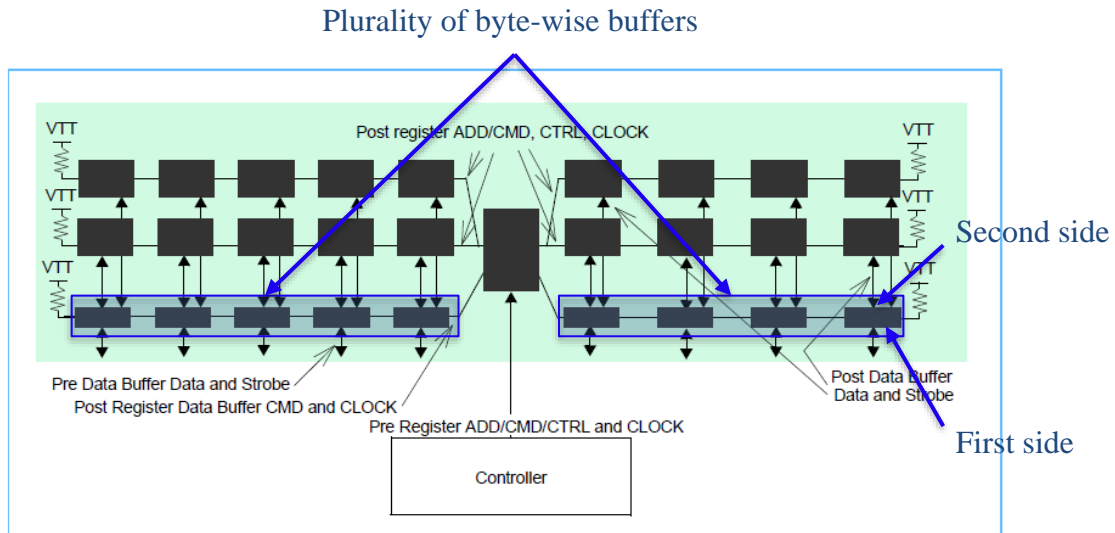 Plurality of byte-wise buffers
VTT
Post register ADD/CMD, CTRL, CLOCK
VTT
VTT
VTT
Second side
VTT
VTT
Pre Data Buffer Data and Strobe
Post Data Buffer
Data and Strobe
Post Register Data Buffer CMD and CLOCK
Pre Register ADD/CMD/CTRL and CLOCK
First side
Controller